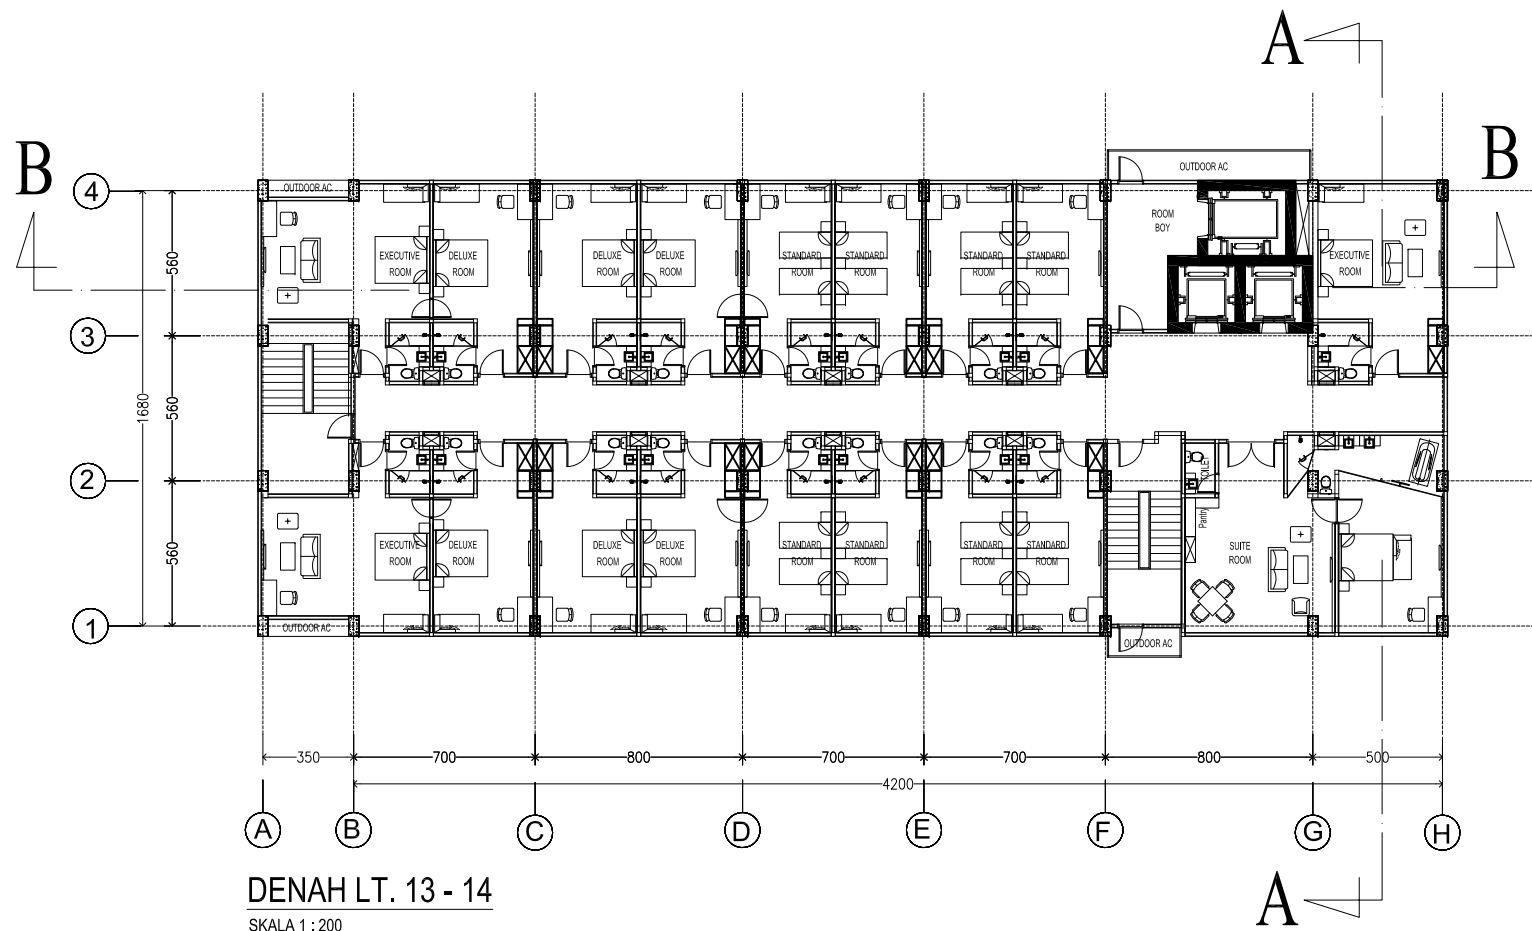 A
B
B
4
OUTDOOR AC
OUTDOOR AC
ROOM
BOY
560
EXECUTIVE
ROOM
DELUXE
ROOM
DELUXE
ROOM
DELUXE
ROOM
STANDARD
ROOM
STANDARD
ROOM
STANDARD
ROOM
STANDARD
ROOM
EXECUTIVE
ROOM
3
1680
560
2
TOILET
Pantry
560
EXECUTIVE
ROOM
DELUXE
ROOM
DELUXE
ROOM
DELUXE
ROOM
STANDARD
ROOM
STANDARD
ROOM
STANDARD
ROOM
STANDARD
ROOM
SUITE
ROOM
1
OUTDOOR AC
OUTDOOR AC
350 700 800 700 700 800 500
4200
A B C D E F G H
DENAH LT. 13 - 14
SKALA 1 : 200
A